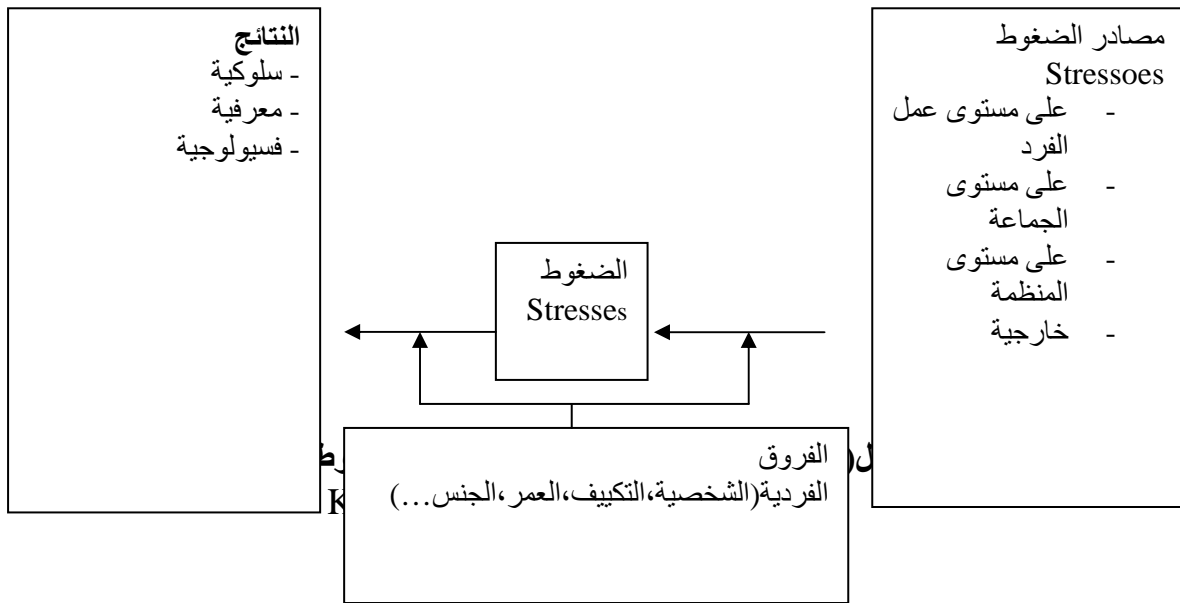 مصادر الضغوط
Stressoes
- على مستوى عمل
الفرد
- على مستوى
الجماعة
- على مستوى
المنظمة
- خارجية
الضغوط
Stresses
النتائج
- سلوكية
- معرفية
- فسيولوجية
الفروق
الفردية(الشخصية،التكييف،العمر،الجنس...)